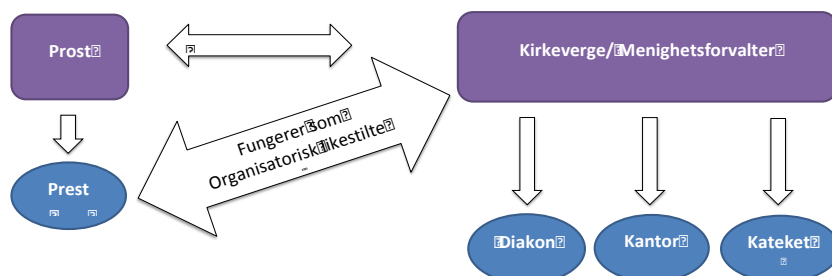 Prost
Kirkeverge/ Menighetsforvalter
Fungerer som
Organisatorisk likestilte
Prest
Diakon
Kantor
Kateket